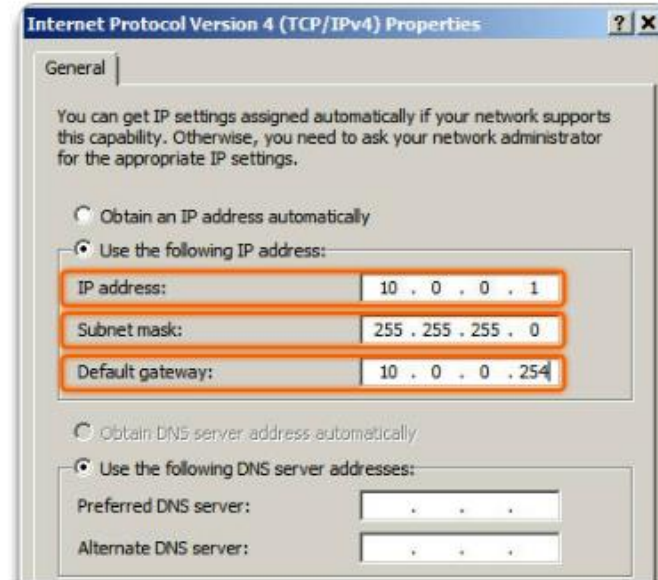 Internet Protocol Version 4 (TCP/IPv4) Properties
General
You can get IP settings assigned automatically if your network supports
this capability. Otherwise, you need to ask your network administrator
for the appropriate IP settings.
Obtain an IP address automatically
Use the following IP address:
IP address: 10 . 0 . 0 . 1
Subnet mask: 255 . 255 . 255 . 0
Default gateway: 10 . 0 . 0 . 254
Obtain DNS server address automatically
Use the following DNS server addresses:
Preferred DNS server: . . .
Alternate DNS server: . . .